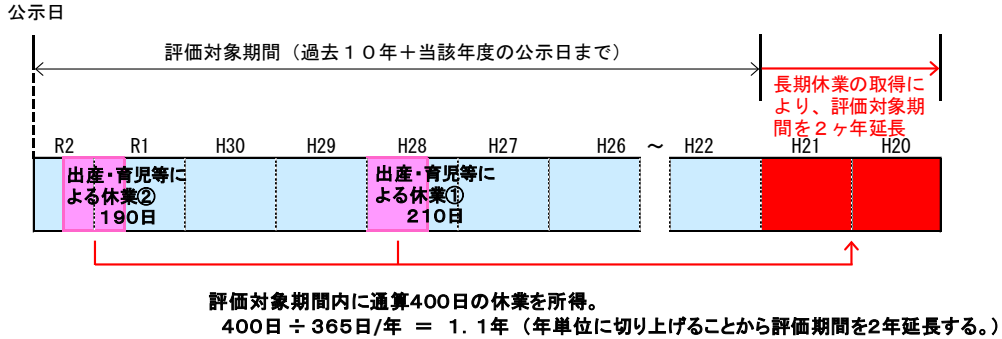 公示日
評価対象期間（過去１０年＋当該年度の公示日まで）
長期休業の取得に
より、評価対象期
間を２ヶ年延長
R2 R1 H30 H29 H28 H27 H26 ～ H22 H21 H20
出産・育児等に
よる休業②
190日
出産・育児等に
よる休業①
210日
評価対象期間内に通算400日の休業を所得。
400日÷365日/年 ＝ 1．1年（年単位に切り上げることから評価期間を2年延長する。）